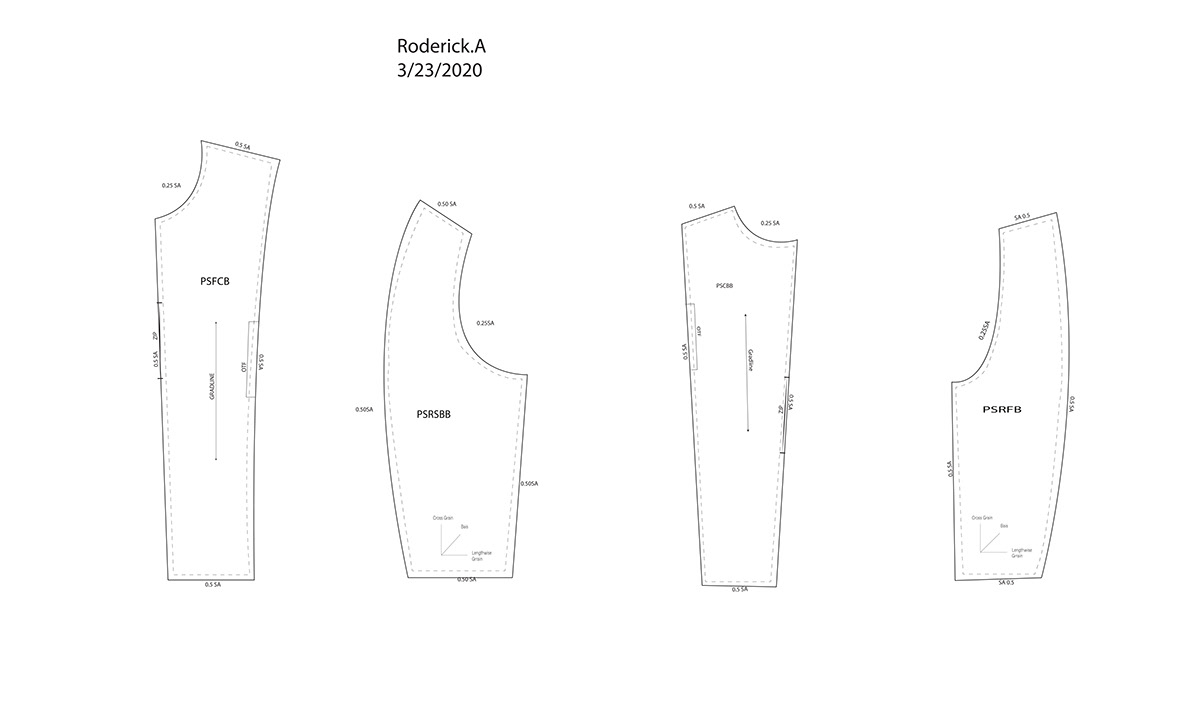 Roderick.A
3/23/2020
0.5 SA
0.25 SA
PSFCB
ZIP
0.5 SA
GRADLINE
OTF
0.5 SA
0.5 SA
0.50 SA
0.25SA
0.50SA
PSRSBB
0.50SA
Cross Grain
Bias
Lengthwise
Grain
0.50 SA
0.5 SA
0.25 SA
PSCBB
OTF
0.5 SA
Gradline
ZIP
0.5 SA
0.5 SA
SA 0.5
0.25SA
PSRFB
0.5 SA
0.5 SA
Cross Grain
Bias
Lengthwise
Grain
SA 0.5